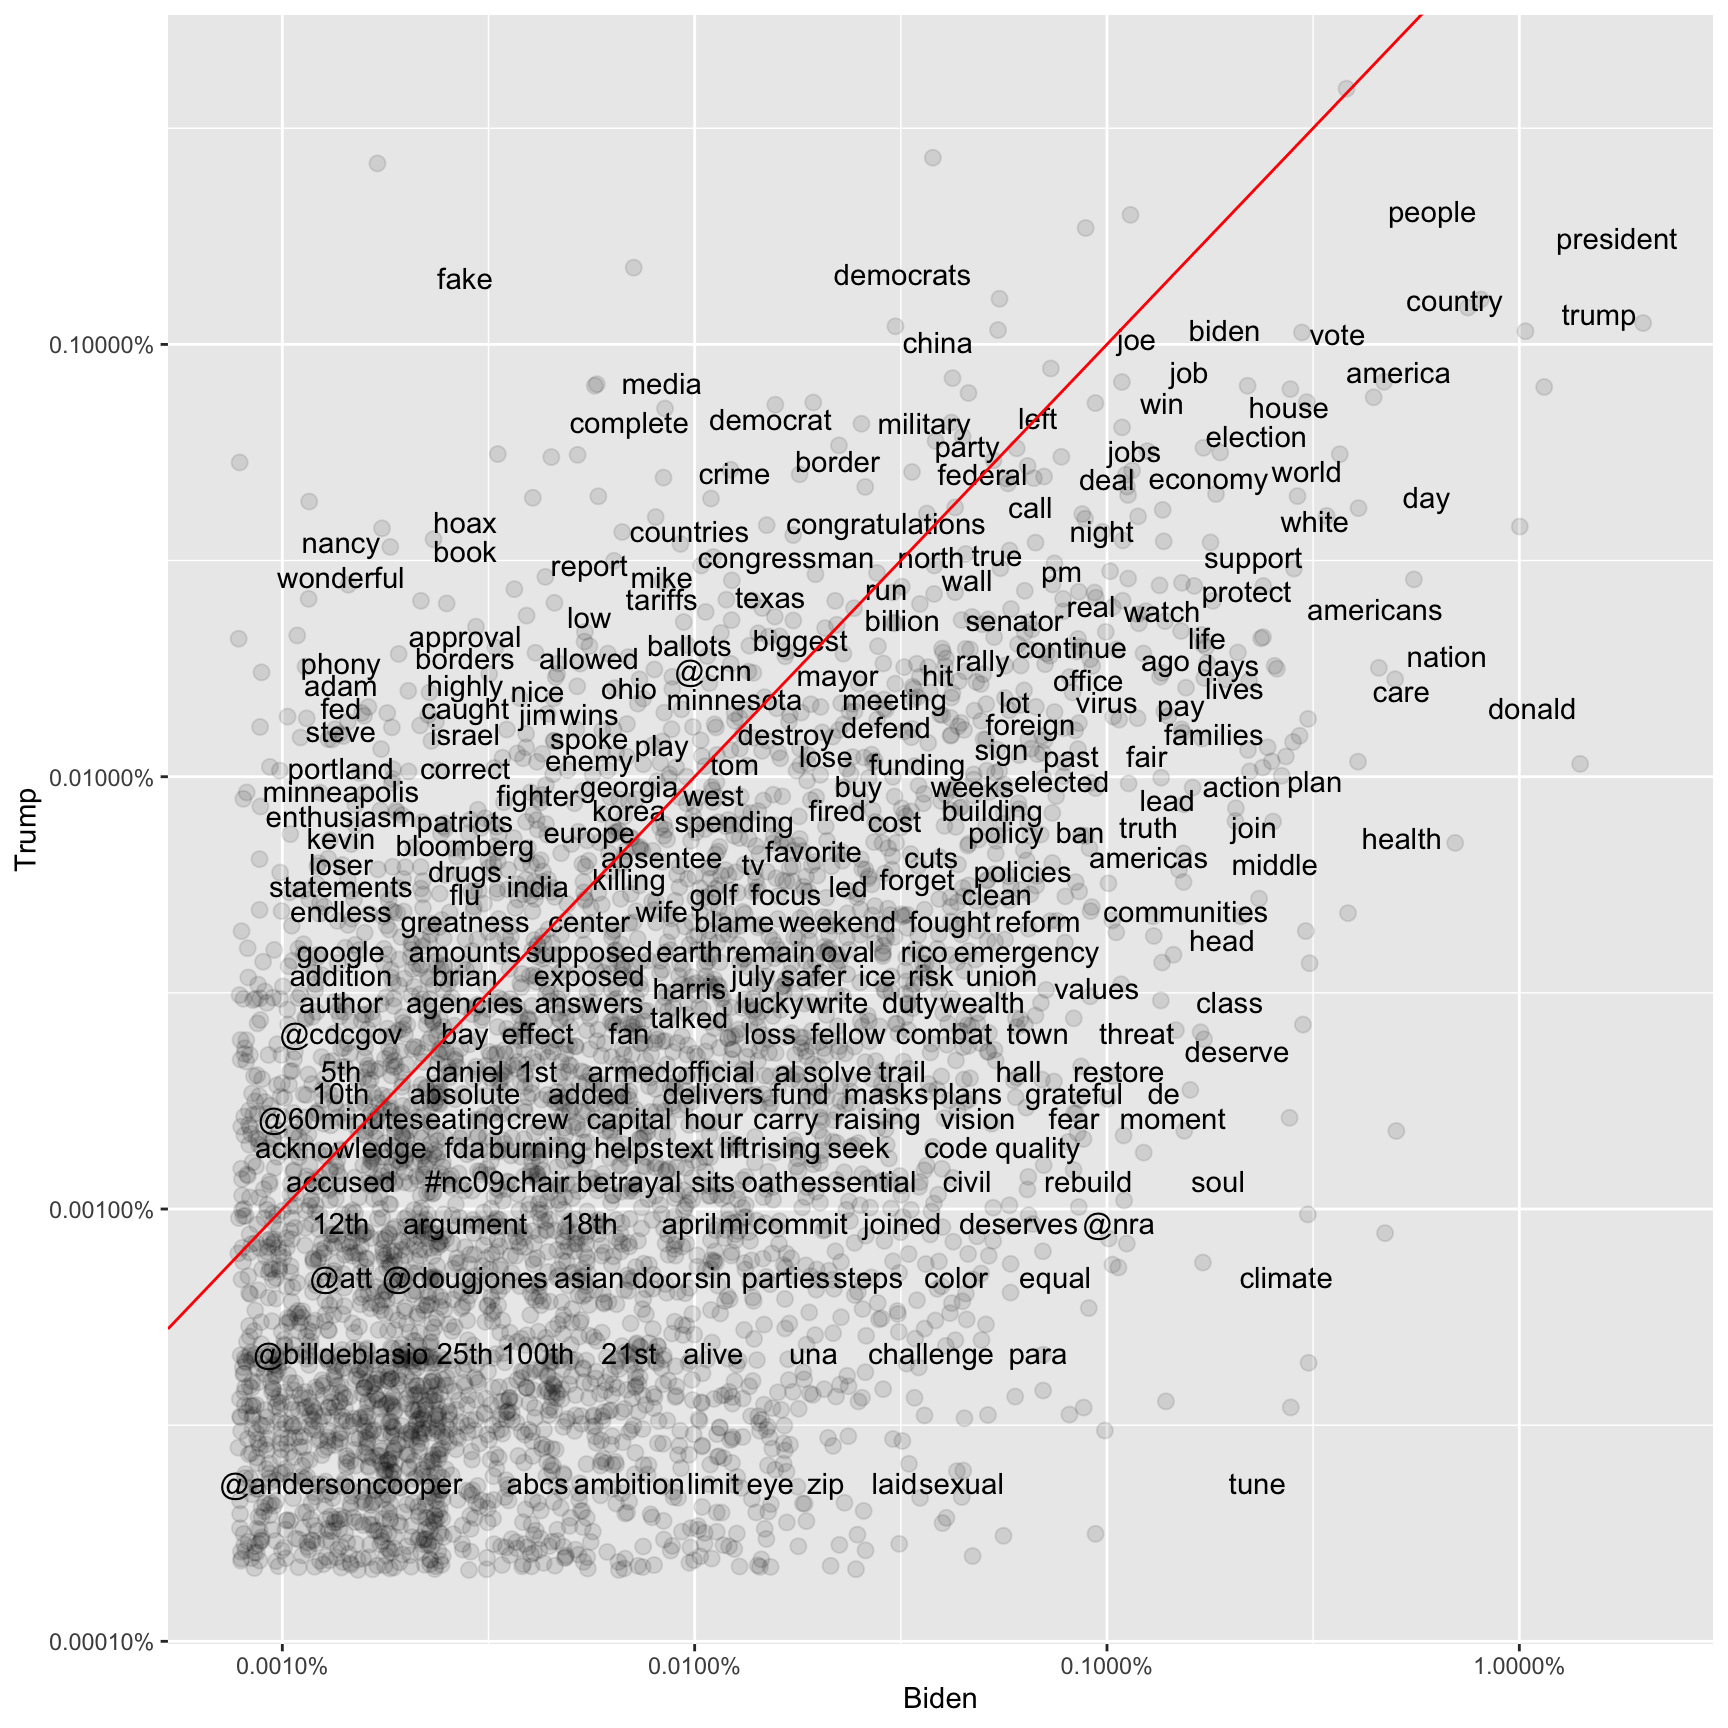 people
president
fake democrats
country
trump
china joe biden vote
job america
media
win house
complete democrat military left
election
party
jobs
border
crime federal deal economy world
day
call
hoax countries congratulations night white
nancy
book
report congressman north true support
wonderful mike wall pm
run protect
tariffs texas
low billion senator real watch americans
approval ballots biggest continue life
phony borders allowed @cnn mayor hit rally ago days nation
adam highly nice ohio office lives care
fed caught jim wins minnesota meeting lot virus pay donald
steve israel spoke play destroy defend foreign families
enemy lose sign past fair
portland correct tom funding
minneapolis fighter georgia west buy weeks elected action plan
korea fired building lead
enthusiasm patriots spending cost
kevin europe policy ban truth join health
bloomberg
loser absentee tv favorite cuts americas middle
drugs policies
statements flu india killing golf focus led forget clean
endless greatness center wife blame weekend fought reform communities
google amounts supposed earth remain oval rico emergency head
addition brian exposed july safer ice risk union
harris values
author agencies answers lucky write duty wealth class
talked
@cdcgov bay effect fan loss fellow combat town threat
deserve
5th daniel 1st armed official al solve trail hall restore
10th absolute added delivers fund masks plans grateful de
@60minutes eating crew capital hour carry raising vision fear moment
acknowledge fda burning helps text lift rising seek code quality
accused #nc09 chair betrayal sits oath essential civil rebuild soul
12th argument 18th april mi commit joined deserves @nra
@att @dougjones asian door sin parties steps color equal climate
@billdeblasio 25th 100th 21st alive una challenge para
@andersoncooper abcs ambition limit eye zip laid sexual tune
0.10000%
0.01000%
0.00100%
0.00010%
Trump
0.0010% 0.0100% 0.1000% 1.0000%
Biden